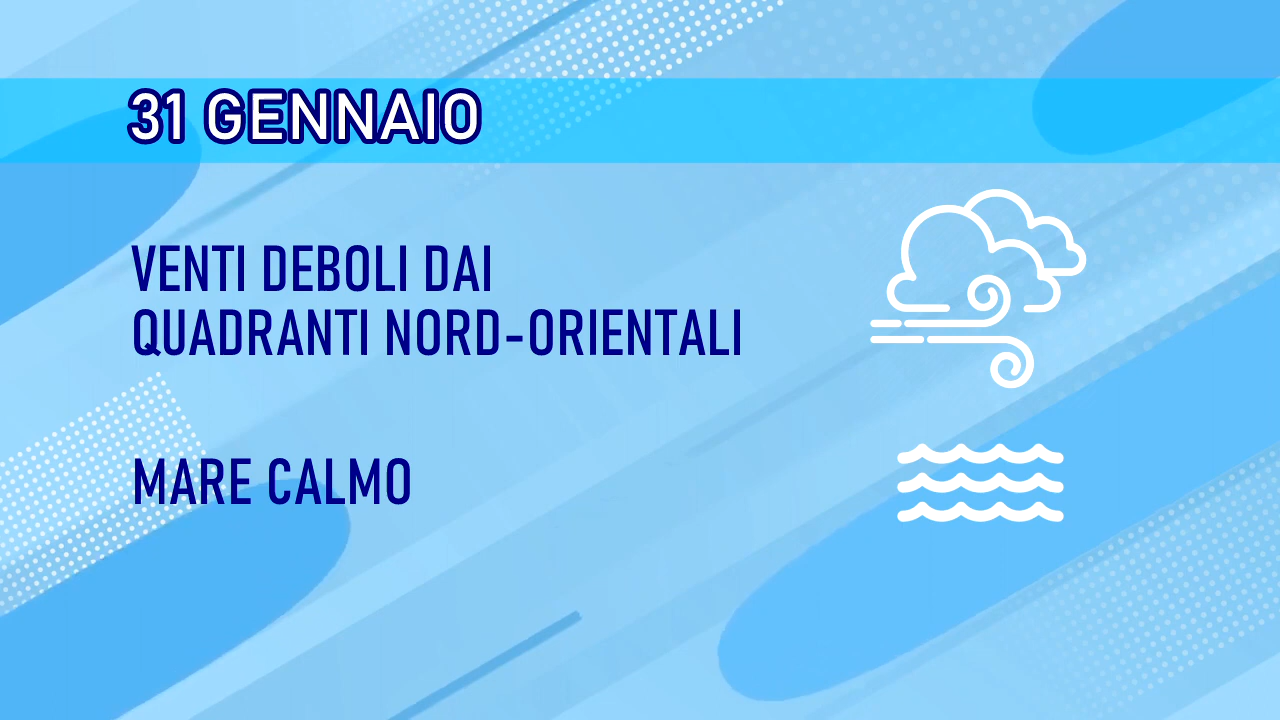 31 GENNAIO
VENTI DEBOLI DAI
QUADRANTI NORD-ORIENTALI
MARE CALMO